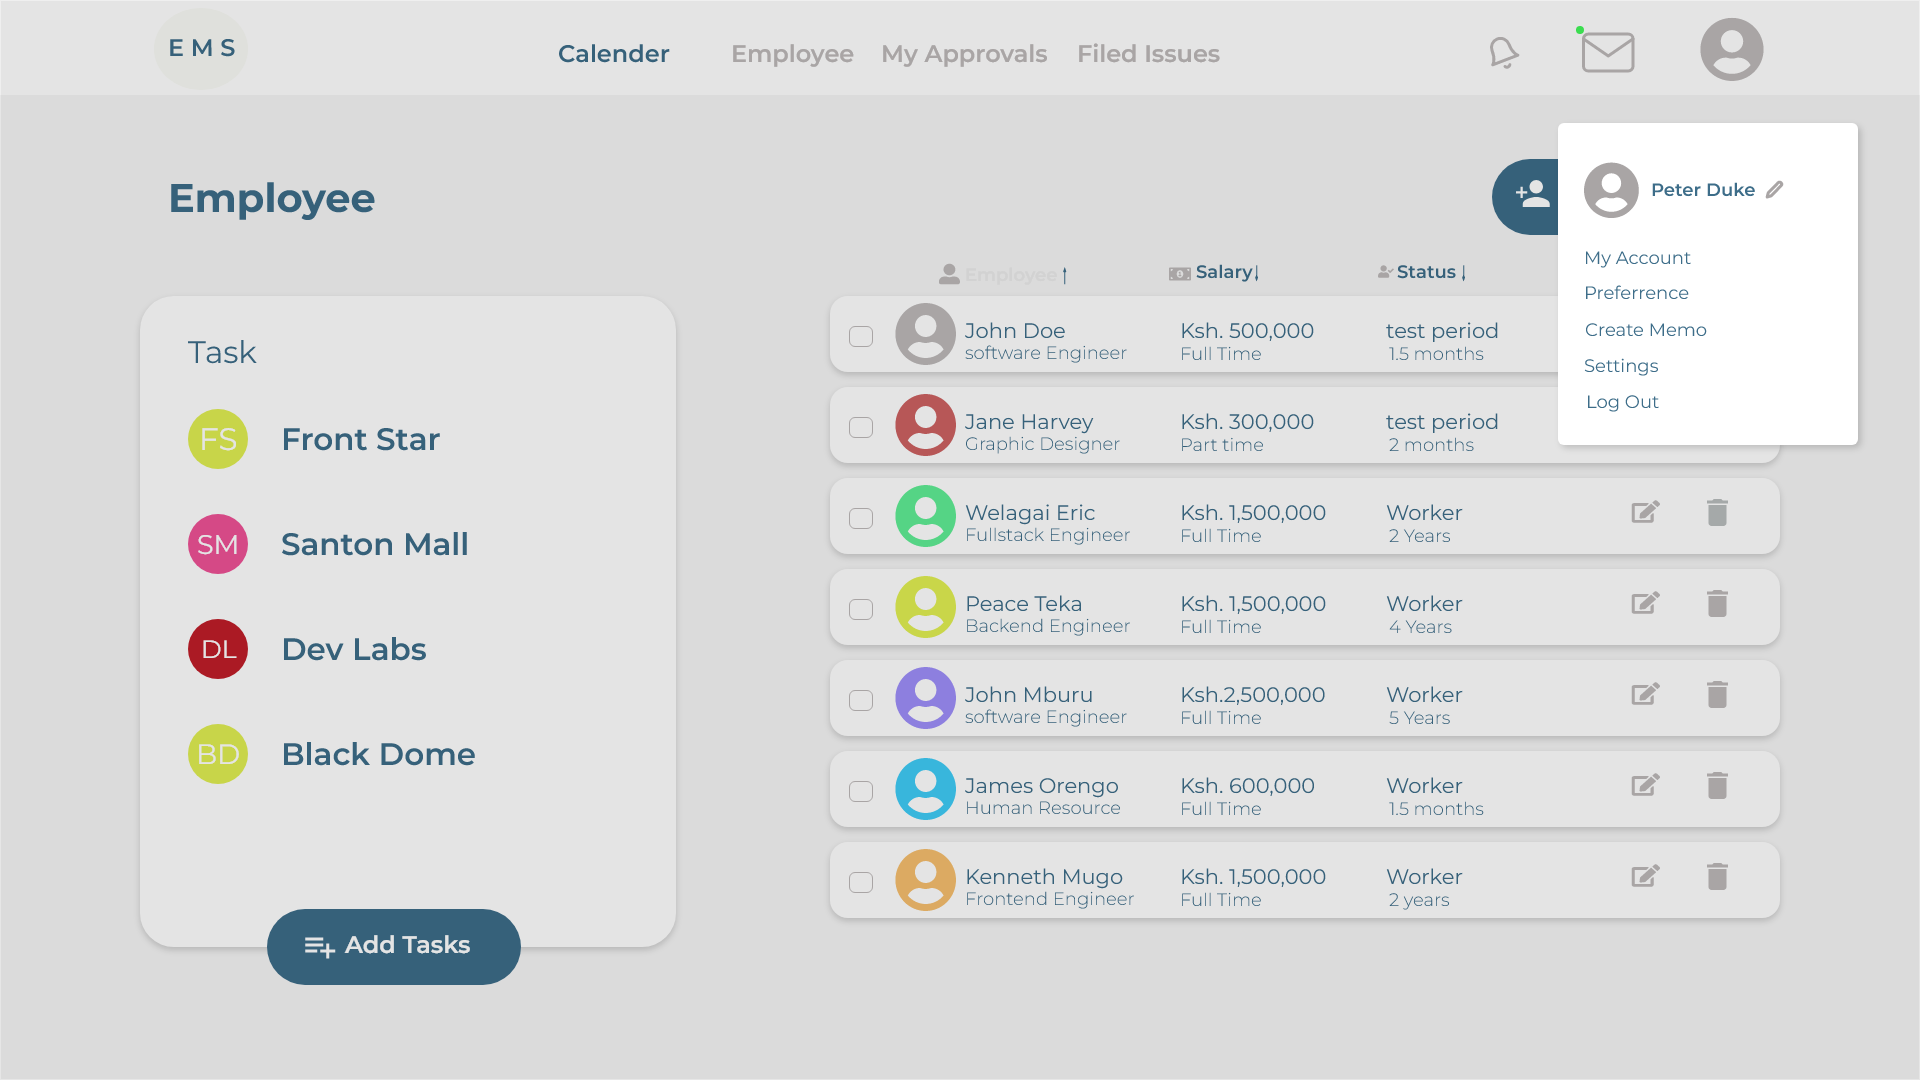 EMS
Calender
Employee
My Approvals
Filed Issues
Employee
Peter Duke
My Account
Preferrence
Create Memo
Settings
Log Out
Task
FS
Front Star
SM
Santon Mall
DL
Dev Labs
BD
Black Dome
Add Tasks
Employee
Salary
Status
John Doe
software Engineer
Ksh. 500,000
Full Time
test period
1.5 months
Jane Harvey
Graphic Designer
Ksh. 300,000
Part time
test period
2 months
Welagai Eric
Fullstack Engineer
Ksh. 1,500,000
Full Time
Worker
2 Years
Peace Teka
Backend Engineer
Ksh. 1,500,000
Full Time
Worker
4 Years
John Mburu
software Engineer
Ksh.2,500,000
Full Time
Worker
5 Years
James Orengo
Human Resource
Ksh. 600,000
Full Time
Worker
1.5 months
Kenneth Mugo
Frontend Engineer
Ksh. 1,500,000
Full Time
Worker
2 years